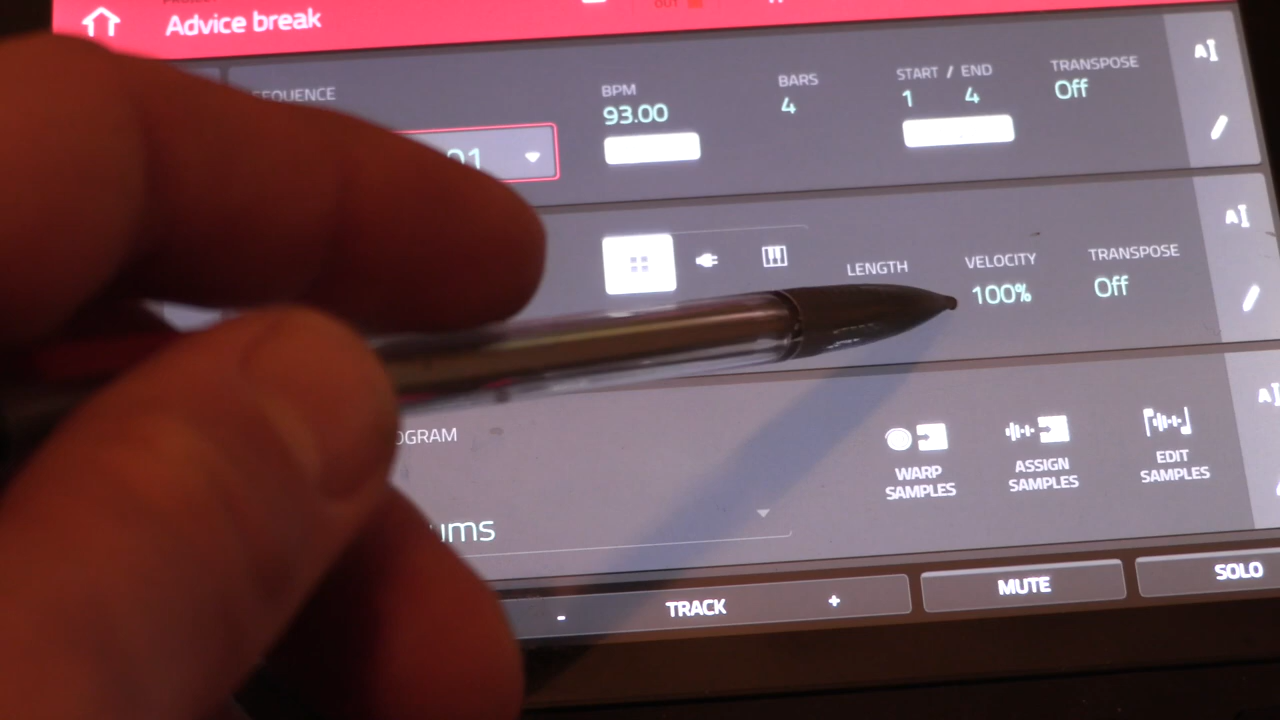 Advice break
SEQUENCE
BPM
93.00
BARS
4
START / END
1 4
TRANSPOSE
Off
01
LENGTH
VELOCITY
100%
TRANSPOSE
Off
OGRAM
ums
WARP
SAMPLES
ASSIGN
SAMPLES
EDIT
SAMPLES
- TRACK +
MUTE
SOLO